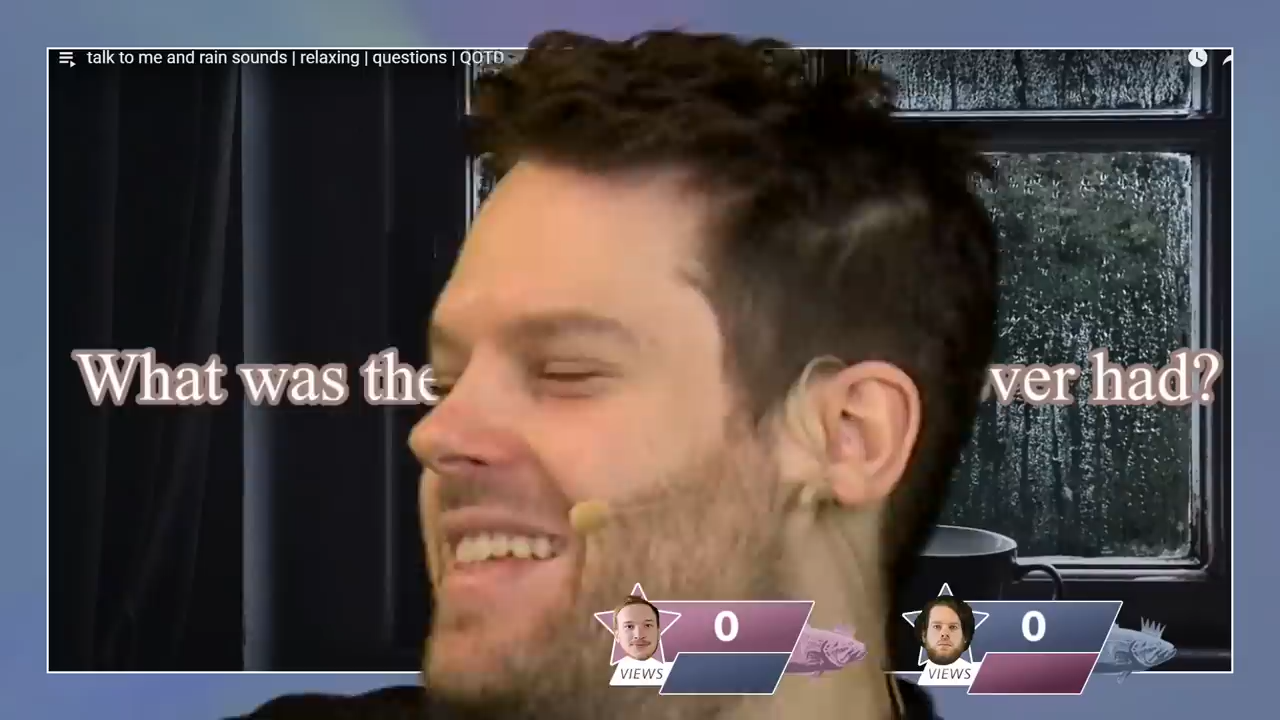 talk to me and rain sounds | relaxing | questions | QOTD
What was the ver had?
0
VIEWS
0
VIEWS